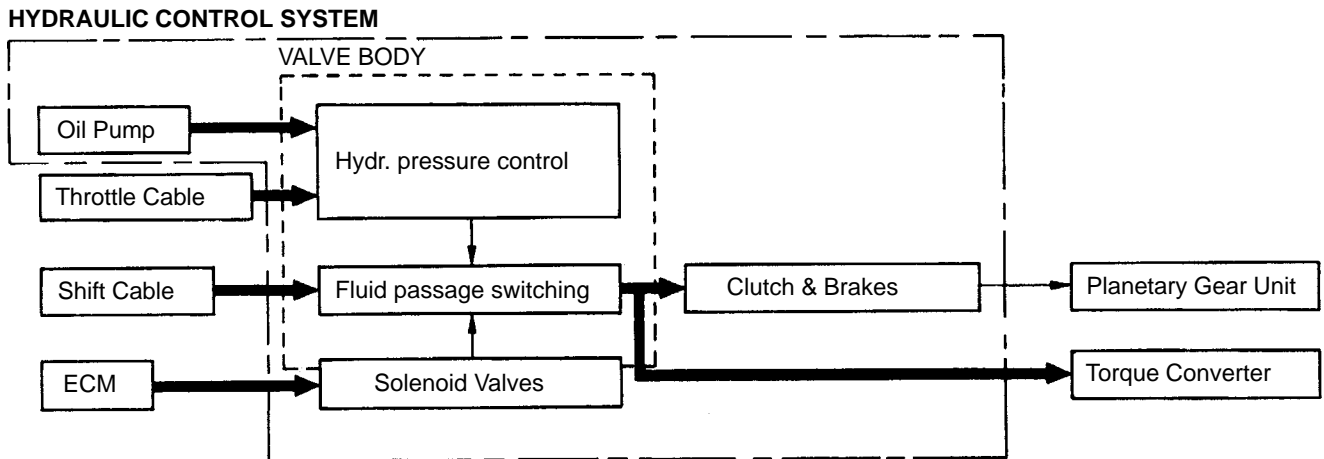 HYDRAULIC CONTROL SYSTEM
VALVE BODY
Oil Pump
Hydr. pressure control
Throttle Cable
Shift Cable
Fluid passage switching
Clutch & Brakes
Planetary Gear Unit
ECM
Solenoid Valves
Torque Converter